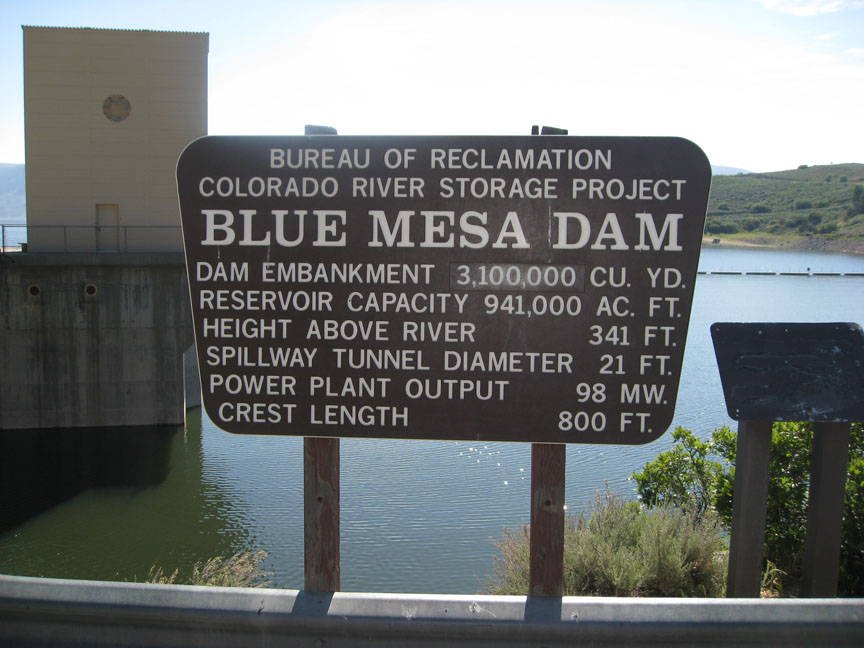 BUREAU OF RECLAMATION
COLORADO RIVER STORAGE PROJECT
BLUE MESA DAM
DAM EMBANKMENT 3,100,000 CU. YD.
RESERVOIR CAPACITY 941,000 AC. FT.
HEIGHT ABOVE RIVER 341 FT.
SPILLWAY TUNNEL DIAMETER 21 FT.
POWER PLANT OUTPUT 98 MW.
CREST LENGTH 800 FT.